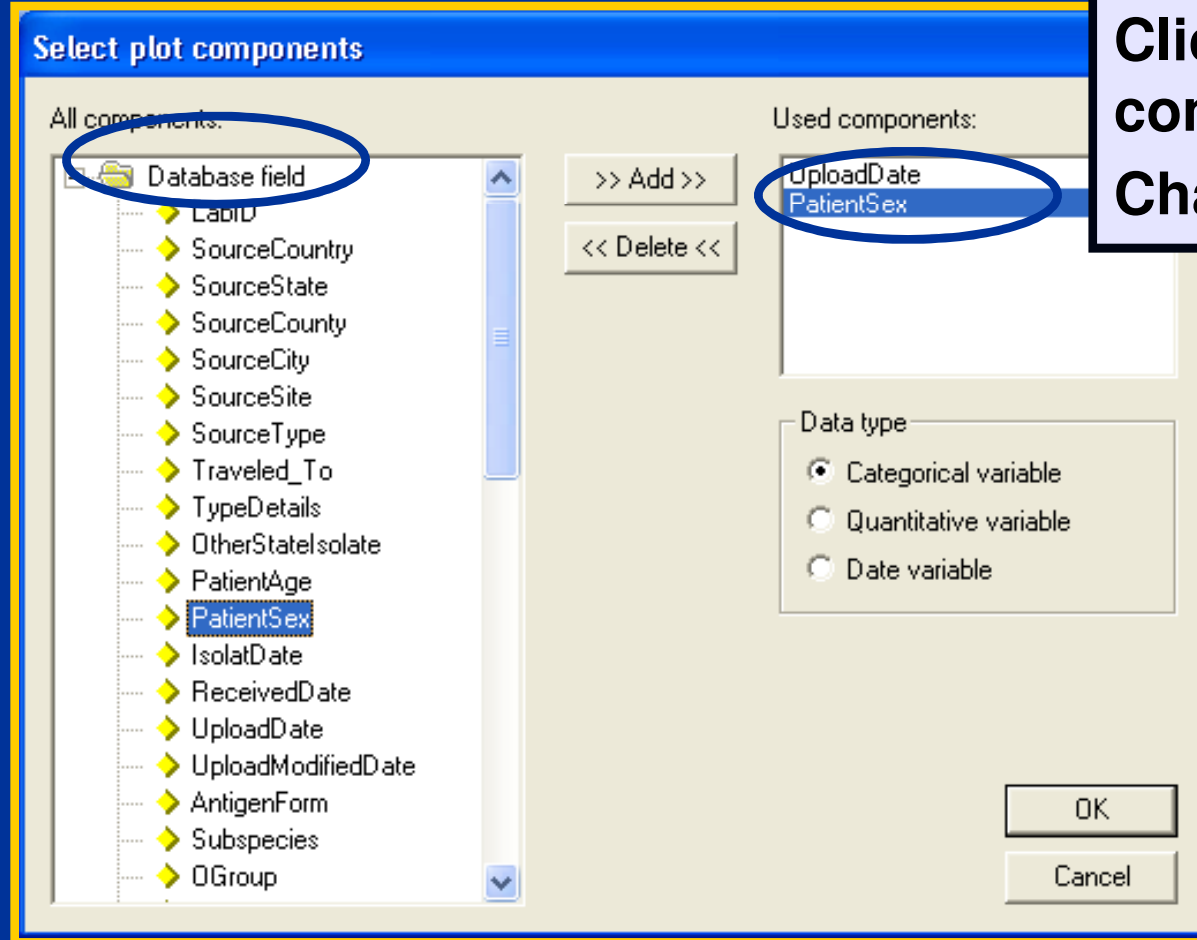 Select plot components
All components:
Database field
LabID
SourceCountry
SourceState
SourceCounty
SourceCity
SourceSite
SourceType
Traveled_To
TypeDetails
OtherStateIsolate
PatientAge
PatientSex
IsolatDate
ReceivedDate
UploadDate
UploadModifiedDate
AntigenForm
Subspecies
OGroup
>> Add >>
<< Delete <<
Used components:
UploadDate
PatientSex
Data type
Categorical variable
Quantitative variable
Date variable
OK
Cancel